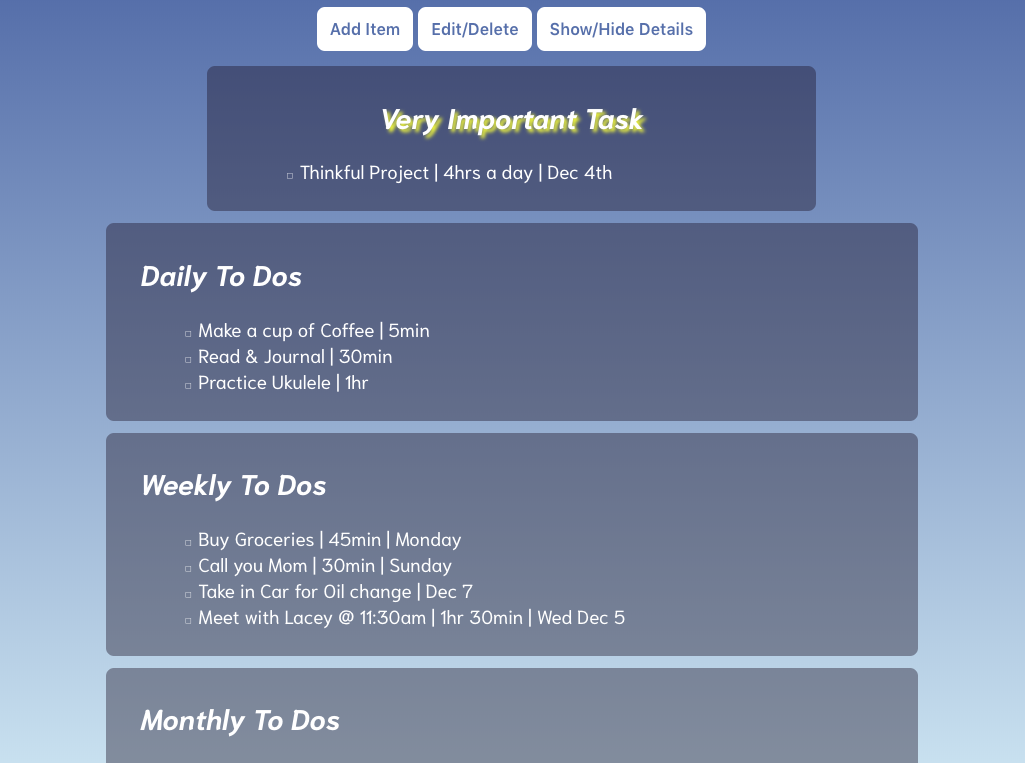 Add Item Edit/Delete Show/Hide Details
Very Important Task
Thinkful Project | 4hrs a day | Dec 4th
Daily To Dos
Make a cup of Coffee | 5min
Read & Journal | 30min
Practice Ukulele | 1hr
Weekly To Dos
Buy Groceries | 45min | Monday
Call you Mom | 30min | Sunday
Take in Car for Oil change | Dec 7
Meet with Lacey @ 11:30am | 1hr 30min | Wed Dec 5
Monthly To Dos